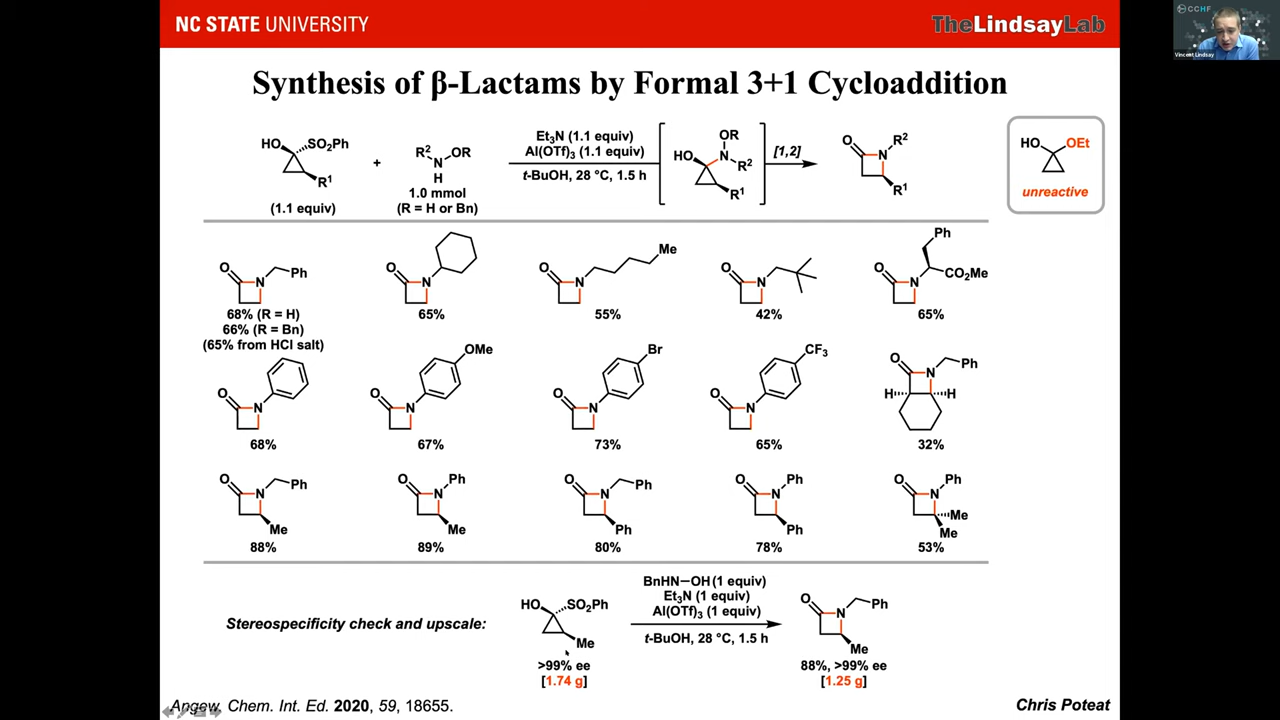 NC STATE UNIVERSITY
TheLindsayLab
CCHF
Vincent Lindsay
Synthesis of β-Lactams by Formal 3+1 Cycloaddition
HO SO₂Ph
R¹
(1.1 equiv)
+
R² OR
N
H
1.0 mmol
(R = H or Bn)
Et₃N (1.1 equiv)
Al(OTf)₃ (1.1 equiv)
t-BuOH, 28 °C, 1.5 h
OR
HO N
R²
R¹
[1,2]
O R²
N
R¹
HO OEt
unreactive
O N Ph
68% (R = H)
66% (R = Bn)
(65% from HCl salt)
O N
65%
O N Me
55%
O N
42%
Ph
O N CO₂Me
65%
O N
68%
OMe
O N
67%
Br
O N
73%
CF₃
O N
65%
O N Ph
H H
32%
O N Ph
Me
88%
O N Ph
Me
89%
O N Ph
Ph
80%
O N Ph
Ph
78%
O N Ph
Me
Me
53%
Stereospecificity check and upscale:
HO SO₂Ph
Me
>99% ee
[1.74 g]
BnHN–OH (1 equiv)
Et₃N (1 equiv)
Al(OTf)₃ (1 equiv)
t-BuOH, 28 °C, 1.5 h
O N Ph
Me
88%, >99% ee
[1.25 g]
Angew. Chem. Int. Ed. 2020, 59, 18655.
Chris Poteat